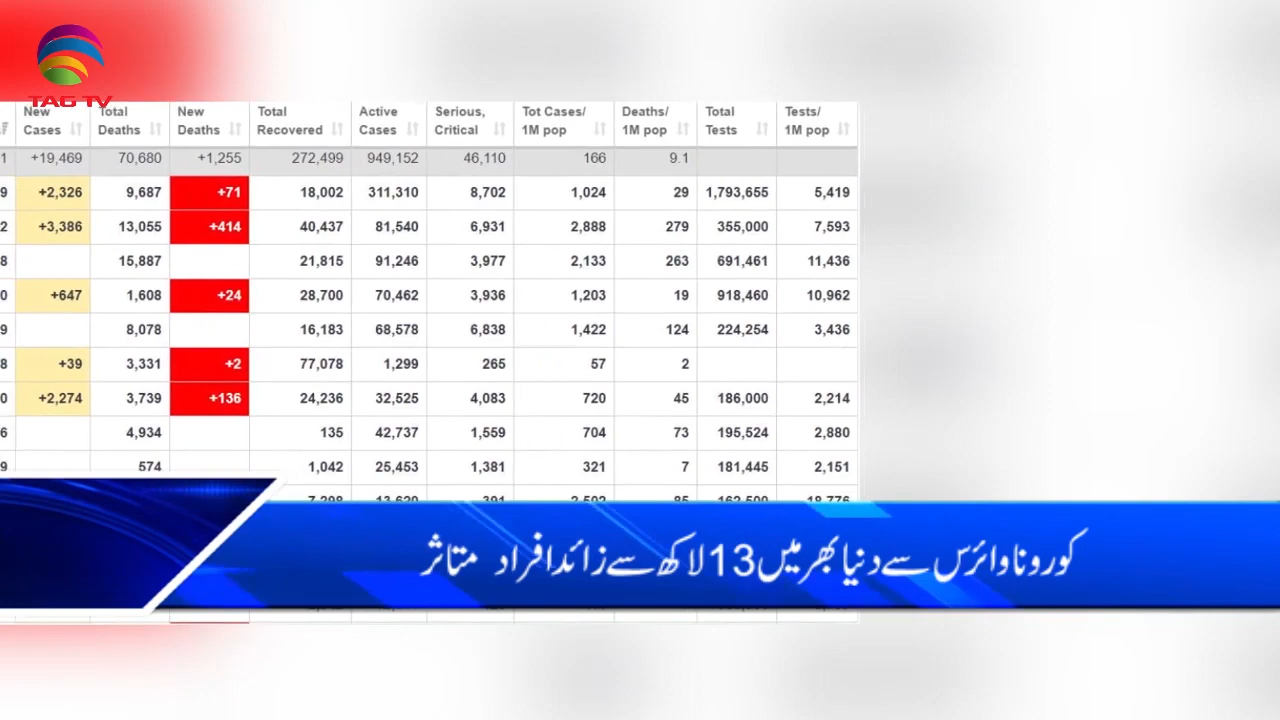 TAG TV
New Cases Total Deaths New Deaths Total Recovered Active Cases Serious, Critical Tot Cases/ 1M pop Deaths/ 1M pop Total Tests Tests/ 1M pop
1 +19,469 70,680 +1,255 272,499 949,152 46,110 166 9.1
9 +2,326 9,687 +71 18,002 311,310 8,702 1,024 29 1,793,655 5,419
2 +3,386 13,055 +414 40,437 81,540 6,931 2,888 279 355,000 7,593
8 15,887 21,815 91,246 3,977 2,133 263 691,461 11,436
0 +647 1,608 +24 28,700 70,462 3,936 1,203 19 918,460 10,962
9 8,078 16,183 68,578 6,838 1,422 124 224,254 3,436
8 +39 3,331 +2 77,078 1,299 265 57 2
0 +2,274 3,739 +136 24,236 32,525 4,083 720 45 186,000 2,214
6 4,934 135 42,737 1,559 704 73 195,524 2,880
9 574 1,042 25,453 1,381 321 7 181,445 2,151
کورونا وائرس سے دنیا بھر میں 13 لاکھ سے زائد افراد متاثر